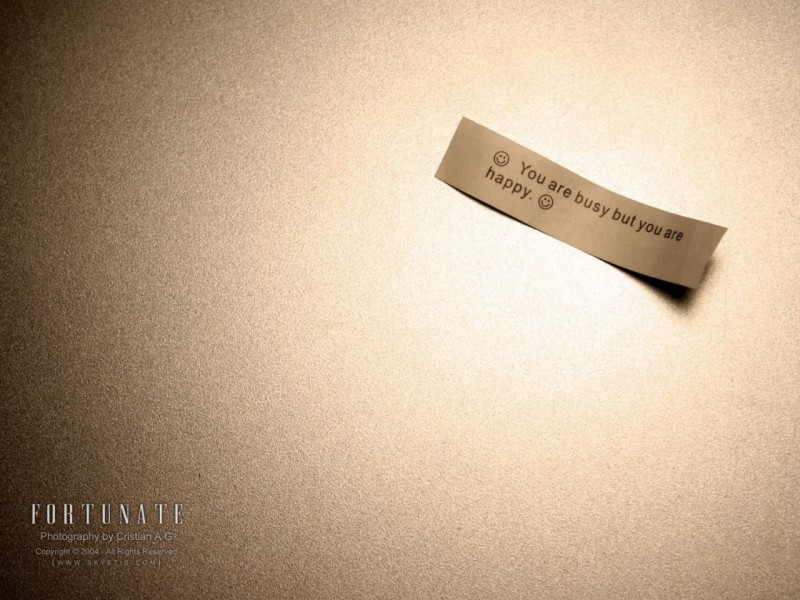 ☺ You are busy but you are
happy. ☺
FORTUNATE
Photography by Cristian A.G
Copyright © 2004 - All Rights Reserved